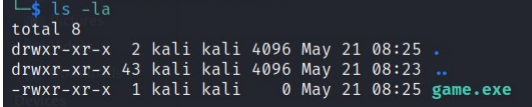 └─$ ls -la
total 8
drwxr-xr-x  2 kali kali 4096 May 21 08:25 .
drwxr-xr-x 43 kali kali 4096 May 21 08:23 ..
-rwxr-xr-x  1 kali kali    0 May 21 08:25 game.exe